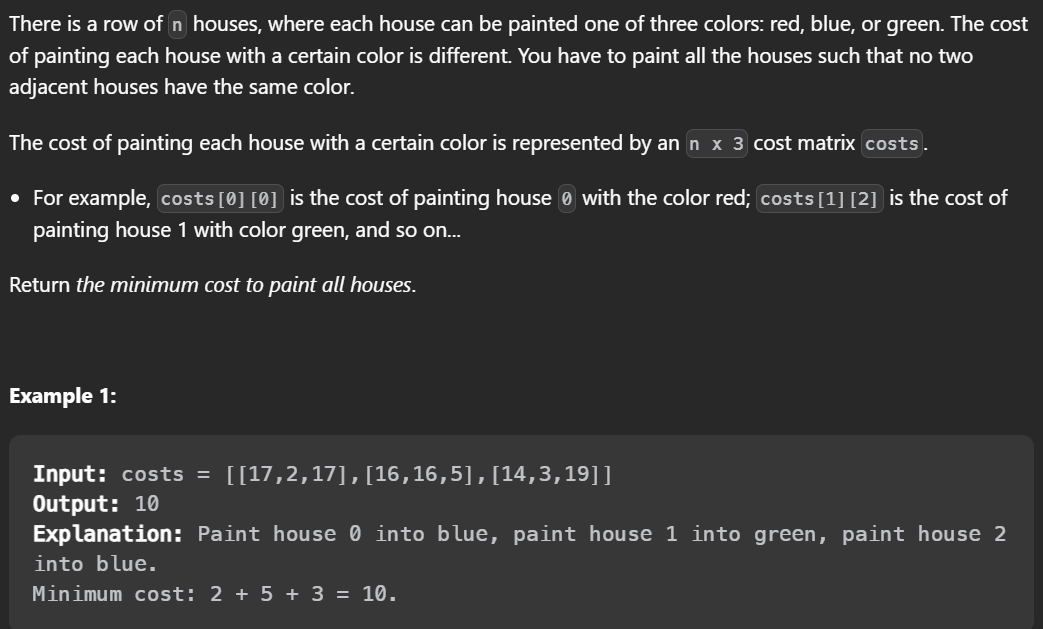 There is a row of n houses, where each house can be painted one of three colors: red, blue, or green. The cost
of painting each house with a certain color is different. You have to paint all the houses such that no two
adjacent houses have the same color.
The cost of painting each house with a certain color is represented by an n x 3 cost matrix costs.
• For example, costs[0][0] is the cost of painting house 0 with the color red; costs[1][2] is the cost of
painting house 1 with color green, and so on...
Return the minimum cost to paint all houses.
Example 1:
Input: costs = [[17,2,17],[16,16,5],[14,3,19]]
Output: 10
Explanation: Paint house 0 into blue, paint house 1 into green, paint house 2
into blue.
Minimum cost: 2 + 5 + 3 = 10.